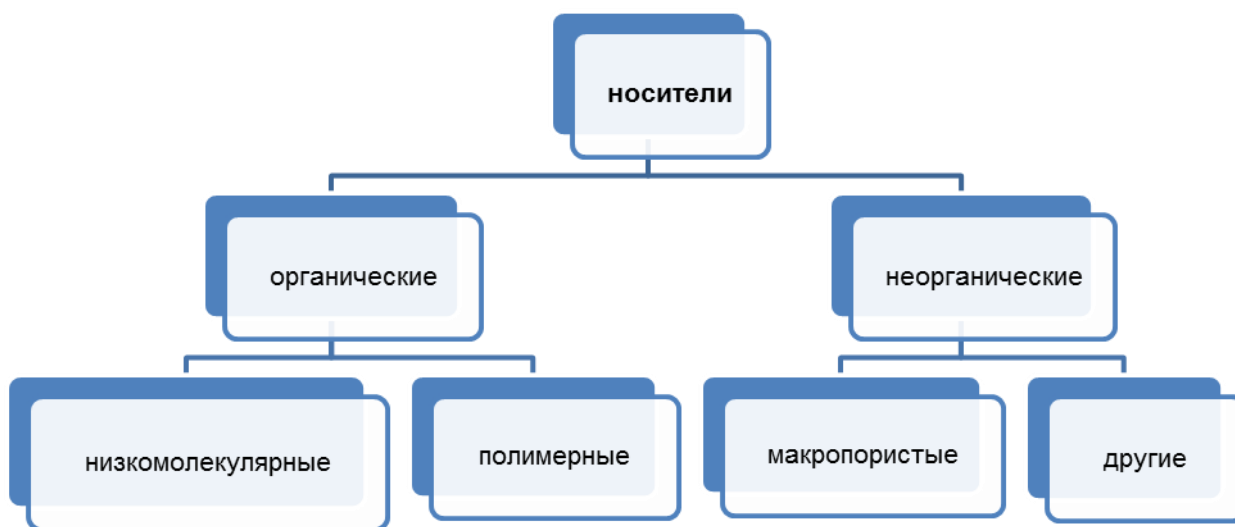 носители
органические
неорганические
низкомолекулярные
полимерные
макропористые
другие